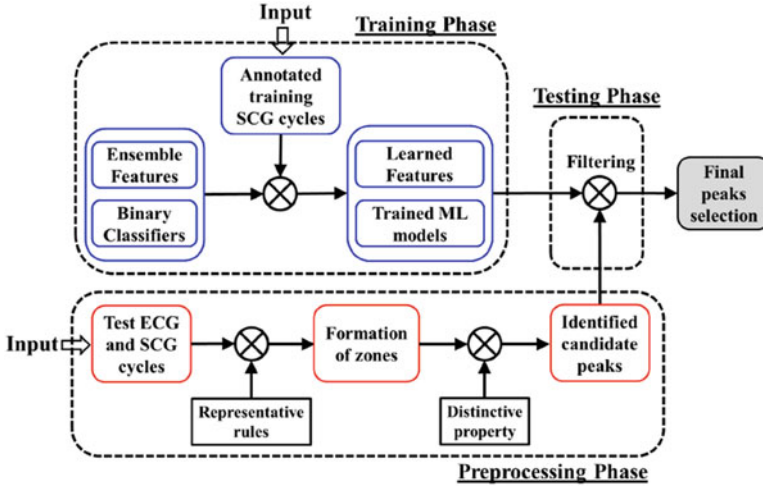 Input
Training Phase
Annotated
training
SCG cycles
Ensemble
Features
Binary
Classifiers
Learned
Features
Trained ML
models
Testing Phase
Filtering
Final
peaks
selection
Input
Test ECG
and SCG
cycles
Formation
of zones
Identified
candidate
peaks
Representative
rules
Distinctive
property
Preprocessing Phase